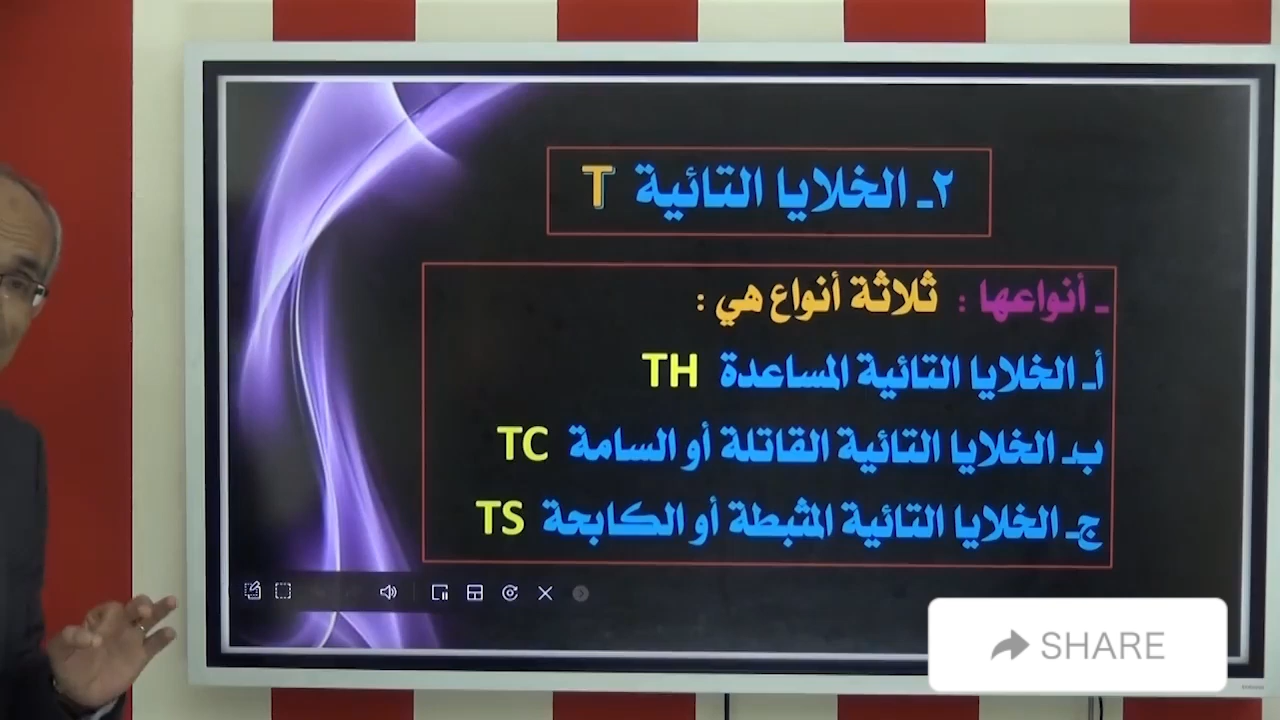 ٢ـ الخلايا التائية T
ـ أنواعها : ثلاثة أنواع هي :
أـ الخلايا التائية المساعدة TH
بـ الخلايا التائية القاتلة أو السامة TC
جـ الخلايا التائية المثبطة أو الكابحة TS
SHARE
SAMSUNG